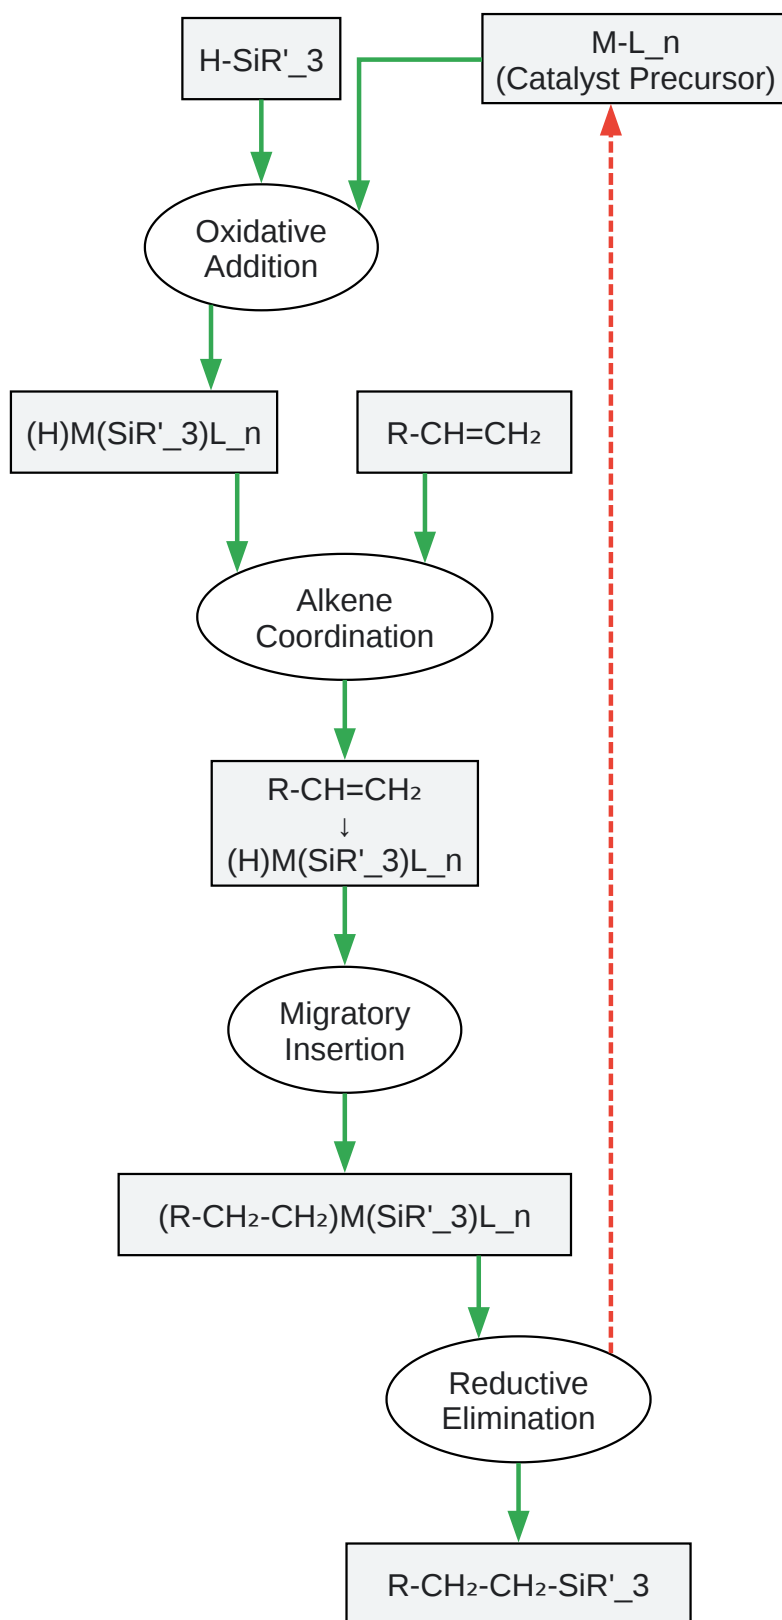 H-SiR'_3
M-L_n
(Catalyst Precursor)
Oxidative
Addition
(H)M(SiR'_3)L_n
R-CH=CH₂
Alkene
Coordination
R-CH=CH₂
↓
(H)M(SiR'_3)L_n
Migratory
Insertion
(R-CH₂-CH₂)M(SiR'_3)L_n
Reductive
Elimination
R-CH₂-CH₂-SiR'_3